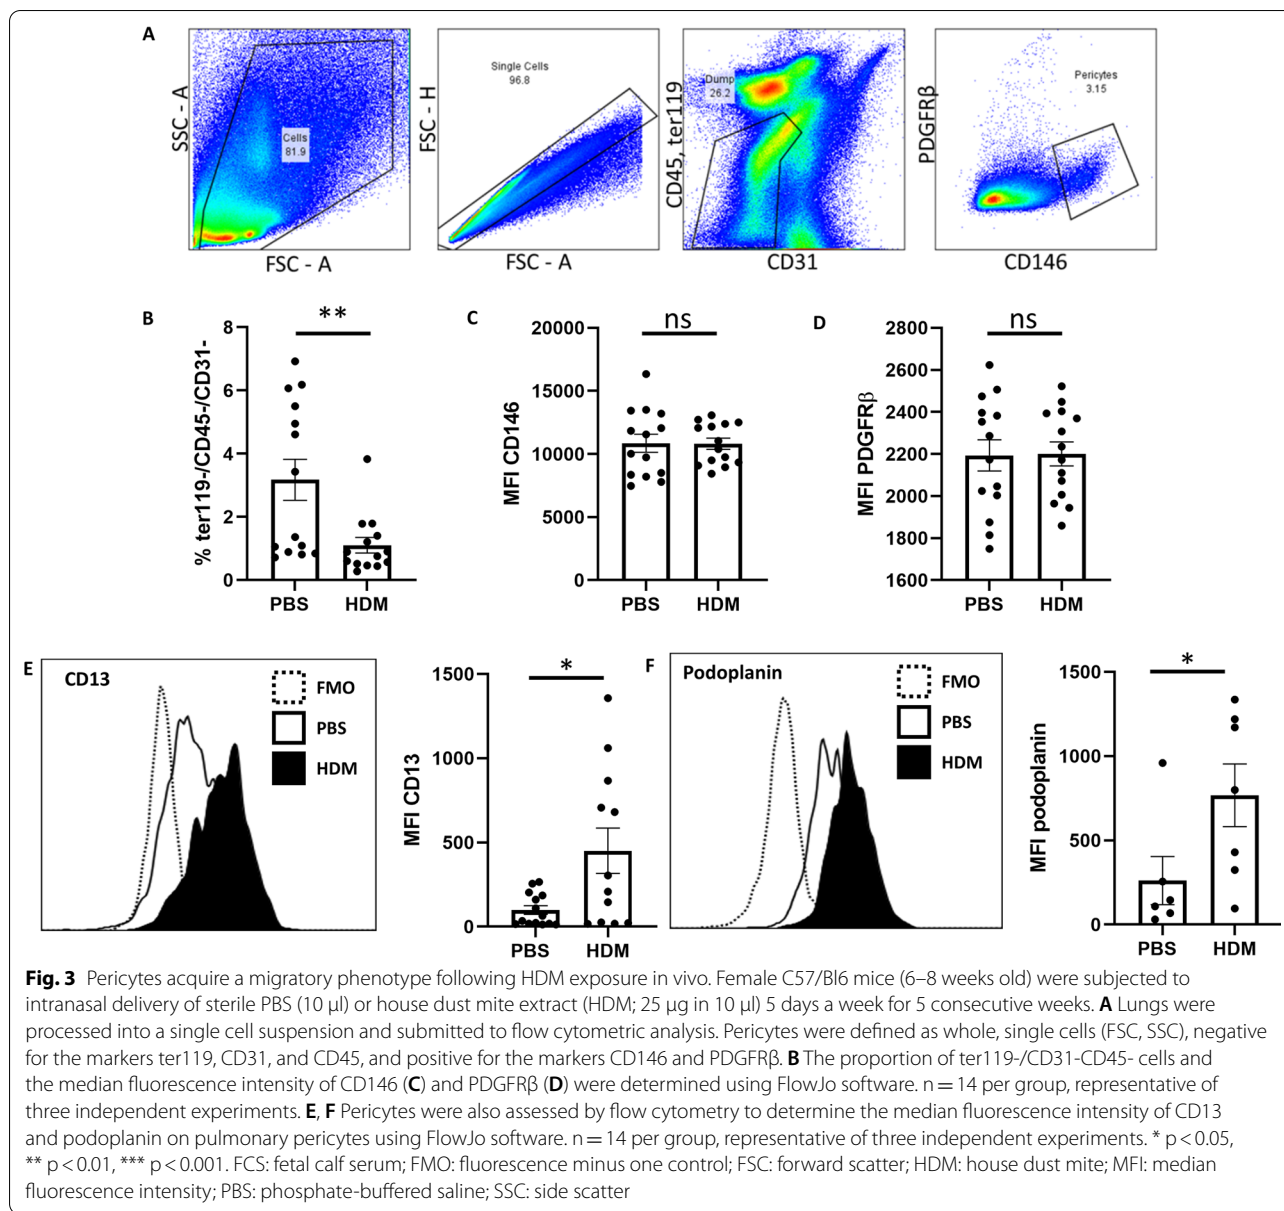 A
SSC - A
Cells
81.9
FSC - A
FSC - H
Single Cells
96.8
FSC - A
CD45, ter119
Dump
26.2
CD31
PDGFRβ
Pericytes
3.15
CD146
B
% ter119-/CD45-/CD31-
8
6
4
2
0
**
PBS
HDM
C
MFI CD146
20000
15000
10000
5000
0
ns
PBS
HDM
D
MFI PDGFRβ
2800
2600
2400
2200
2000
1800
1600
ns
PBS
HDM
E
CD13
FMO
PBS
HDM
MFI CD13
1500
1000
500
0
*
PBS
HDM
F
Podoplanin
FMO
PBS
HDM
MFI podoplanin
1500
1000
500
0
*
PBS
HDM
Fig. 3 Pericytes acquire a migratory phenotype following HDM exposure in vivo. Female C57/Bl6 mice (6–8 weeks old) were subjected to
intranasal delivery of sterile PBS (10 µl) or house dust mite extract (HDM; 25 µg in 10 µl) 5 days a week for 5 consecutive weeks. A Lungs were
processed into a single cell suspension and submitted to flow cytometric analysis. Pericytes were defined as whole, single cells (FSC, SSC), negative
for the markers ter119, CD31, and CD45, and positive for the markers CD146 and PDGFRβ. B The proportion of ter119-/CD31-CD45- cells and
the median fluorescence intensity of CD146 (C) and PDGFRβ (D) were determined using FlowJo software. n = 14 per group, representative of
three independent experiments. E, F Pericytes were also assessed by flow cytometry to determine the median fluorescence intensity of CD13
and podoplanin on pulmonary pericytes using FlowJo software. n = 14 per group, representative of three independent experiments. * p < 0.05,
** p < 0.01, *** p < 0.001. FCS: fetal calf serum; FMO: fluorescence minus one control; FSC: forward scatter; HDM: house dust mite; MFI: median
fluorescence intensity; PBS: phosphate-buffered saline; SSC: side scatter